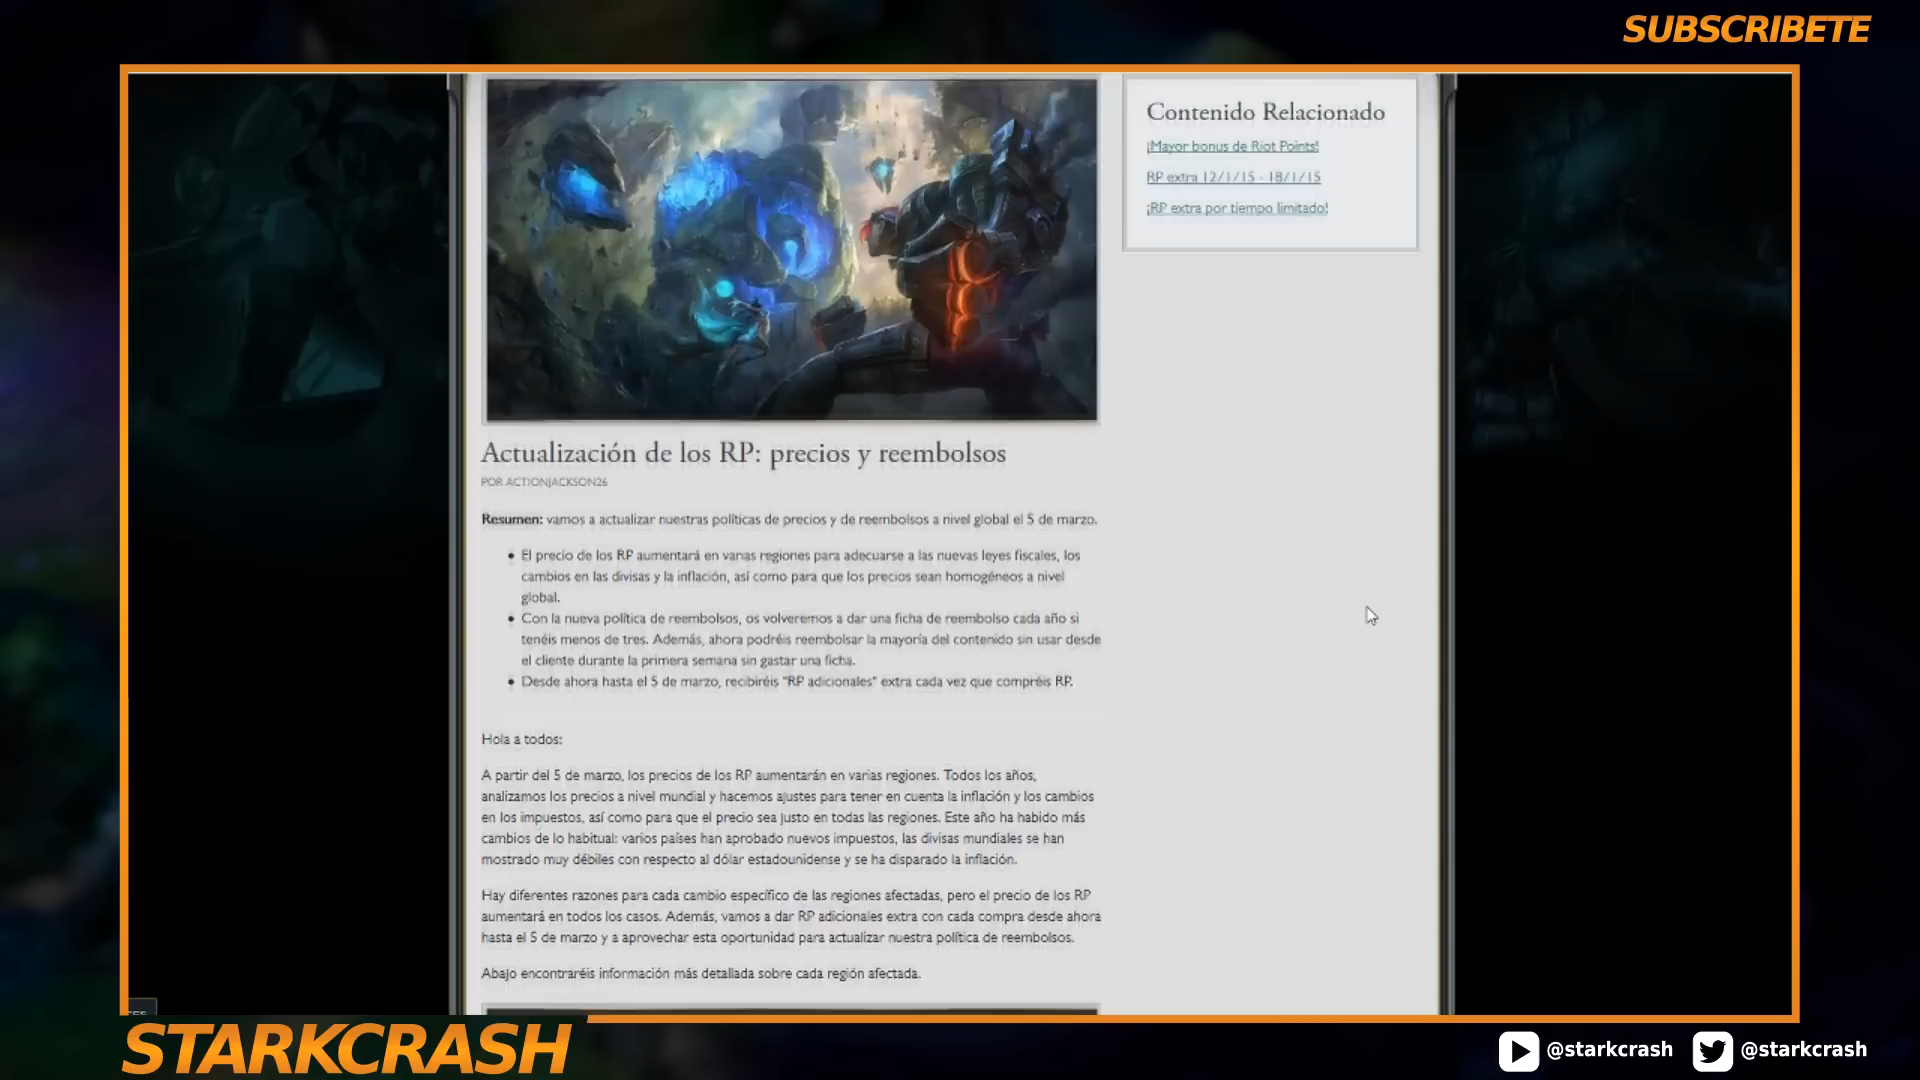 SUBSCRIBETE
Contenido Relacionado
¡Mayor bonus de Riot Points!
RP extra 12/1/15 - 18/1/15
¡RP extra por tiempo limitado!
Actualización de los RP: precios y reembolsos
POR ACTIONJACKSON26
Resumen: vamos a actualizar nuestras políticas de precios y de reembolsos a nivel global el 5 de marzo.
• El precio de los RP aumentará en varias regiones para adecuarse a las nuevas leyes fiscales, los
cambios en las divisas y la inflación, así como para que los precios sean homogéneos a nivel
global.
• Con la nueva política de reembolsos, os volveremos a dar una ficha de reembolso cada año si
tenéis menos de tres. Además, ahora podréis reembolsar la mayoría del contenido sin usar desde
el cliente durante la primera semana sin gastar una ficha.
• Desde ahora hasta el 5 de marzo, recibiréis "RP adicionales" extra cada vez que compréis RP.
Hola a todos:
A partir del 5 de marzo, los precios de los RP aumentarán en varias regiones. Todos los años,
analizamos los precios a nivel mundial y hacemos ajustes para tener en cuenta la inflación y los cambios
en los impuestos, así como para que el precio sea justo en todas las regiones. Este año ha habido más
cambios de lo habitual: varios países han aprobado nuevos impuestos, las divisas mundiales se han
mostrado muy débiles con respecto al dólar estadounidense y se ha disparado la inflación.
Hay diferentes razones para cada cambio específico de las regiones afectadas, pero el precio de los RP
aumentará en todos los casos. Además, vamos a dar RP adicionales extra con cada compra desde ahora
hasta el 5 de marzo y a aprovechar esta oportunidad para actualizar nuestra política de reembolsos.
Abajo encontraréis información más detallada sobre cada región afectada.
STARKCRASH
@starkcrash
@starkcrash